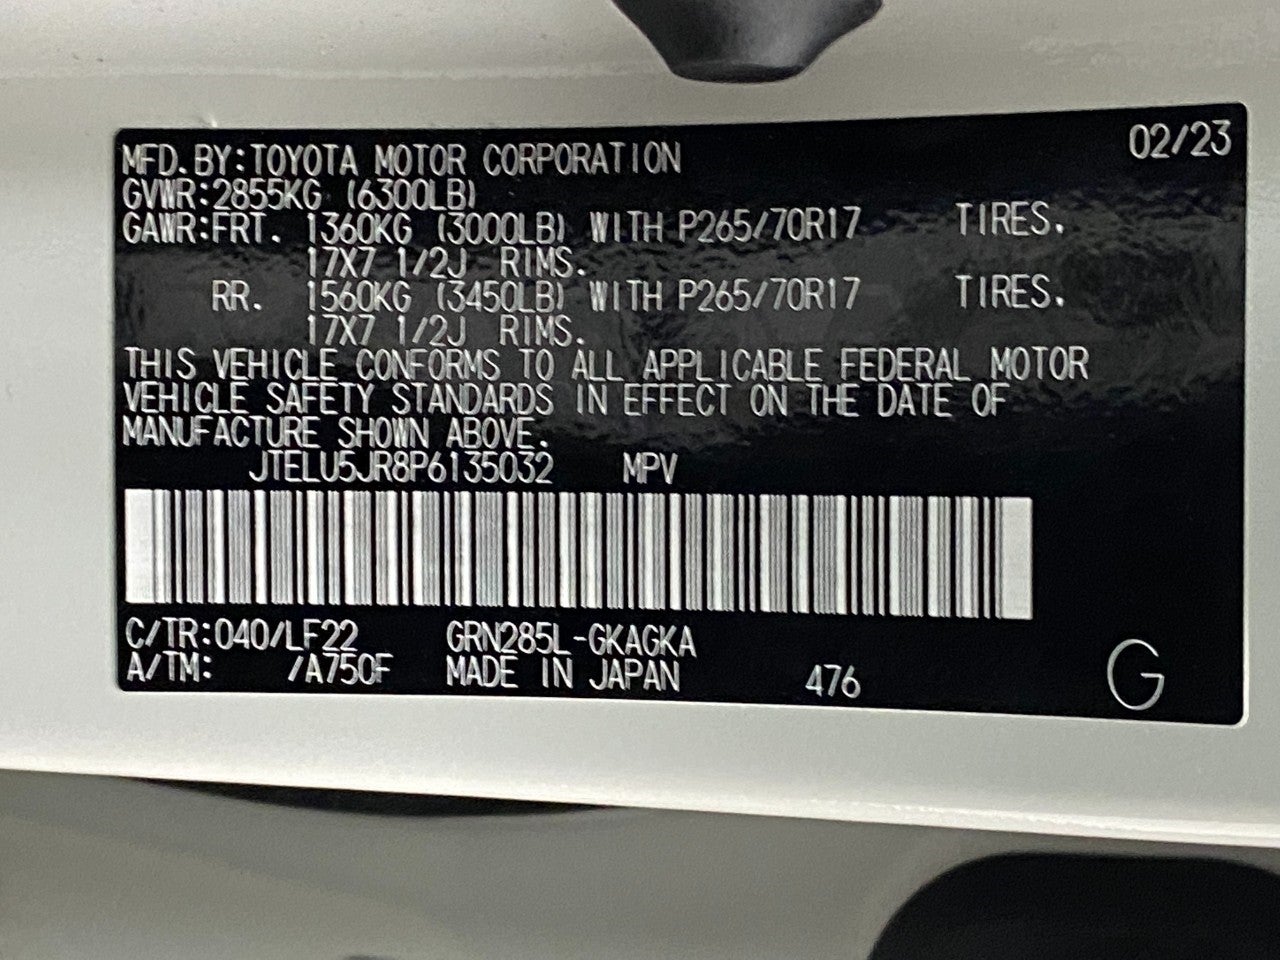 02/23
MFD. BY: TOYOTA MOTOR CORPORATION
GVWR: 2855KG (6300LB)
GAWR: FRT. 1360KG (3000LB) WITH P265/70R17 TIRES.
17X7 1/2J RIMS.
RR. 1560KG (3450LB) WITH P265/70R17 TIRES.
17X7 1/2J RIMS.
THIS VEHICLE CONFORMS TO ALL APPLICABLE FEDERAL MOTOR
VEHICLE SAFETY STANDARDS IN EFFECT ON THE DATE OF
MANUFACTURE SHOWN ABOVE.
JTELU5JR8P6135032 MPV
C/TR: 040/LF22 GRN285L-GKAGKA
A/TM: /A750F MADE IN JAPAN 476 G